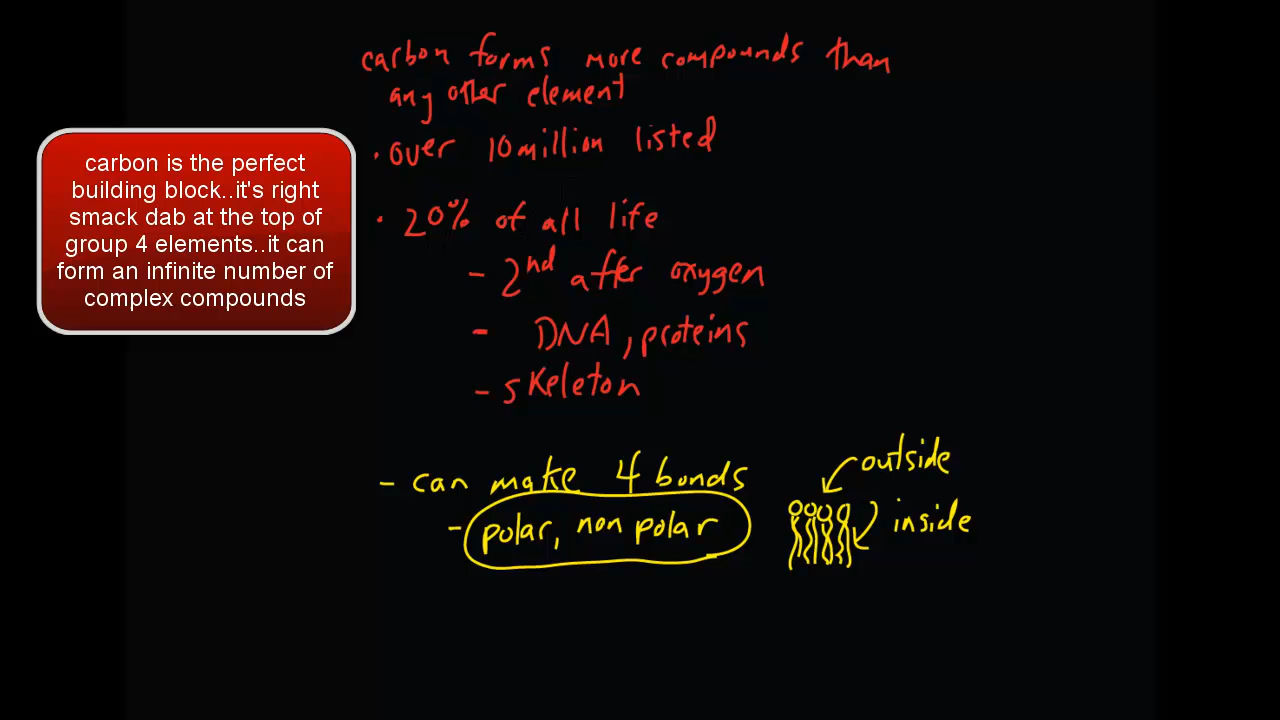 carbon forms more compounds than
any other element
• over 10 million listed
carbon is the perfect
building block..it's right
smack dab at the top of
group 4 elements..it can
form an infinite number of
complex compounds
• 20% of all life
- 2nd after oxygen
- DNA, proteins
- skeleton
- can make 4 bonds
- polar, non polar
outside
inside